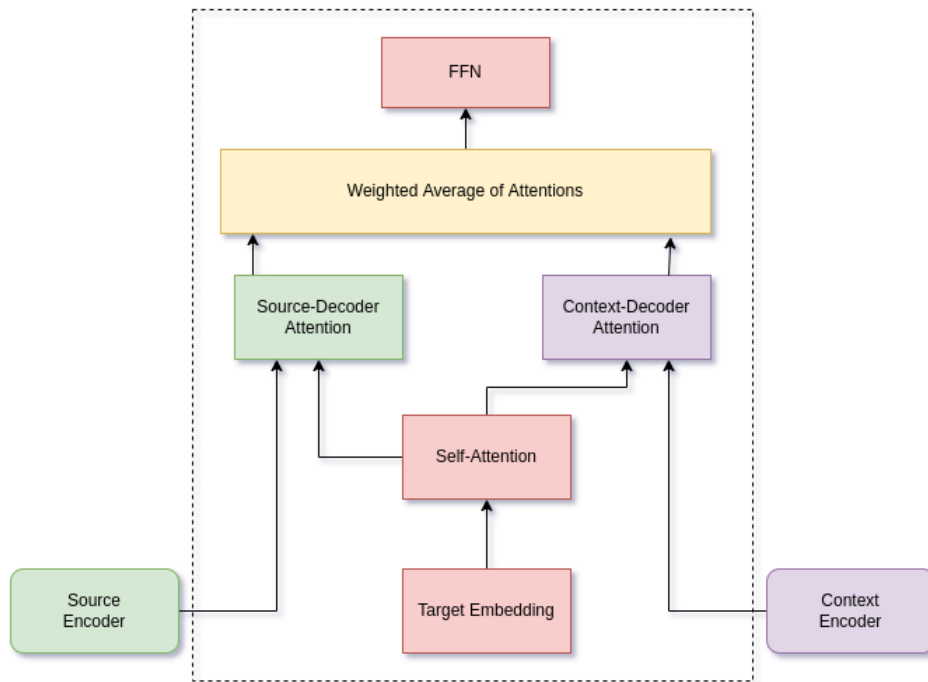 FFN
Weighted Average of Attentions
Source-Decoder
Attention
Context-Decoder
Attention
Self-Attention
Source
Encoder
Target Embedding
Context
Encoder